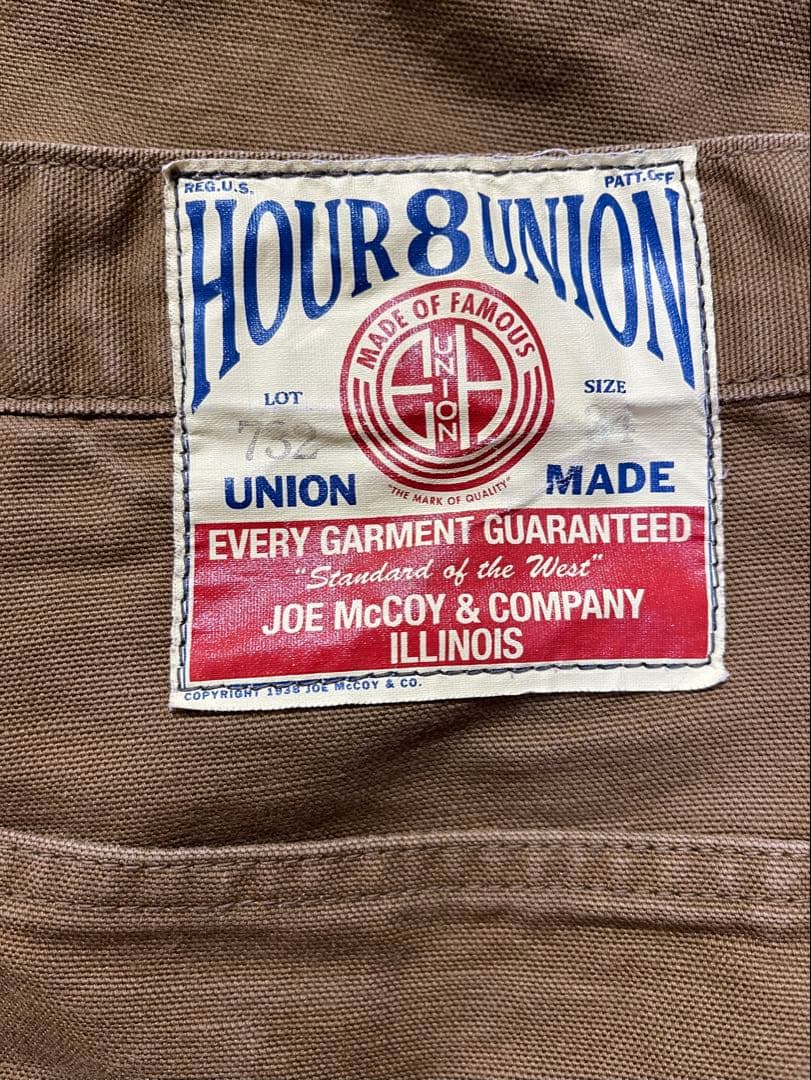 REG.U.S.
PATT.OFF
HOUR 8 UNION
MADE OF FAMOUS
UNION
LOT
SIZE
732
UNION
MADE
"THE MARK OF QUALITY"
EVERY GARMENT GUARANTEED
"Standard of the West"
JOE McCOY & COMPANY
ILLINOIS
COPYRIGHT 1938 JOE McCOY & CO.